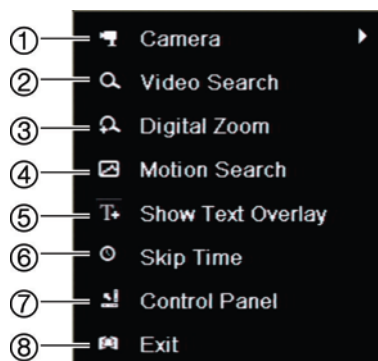 ① Camera
② Video Search
③ Digital Zoom
④ Motion Search
⑤ T+ Show Text Overlay
⑥ Skip Time
⑦ Control Panel
⑧ Exit